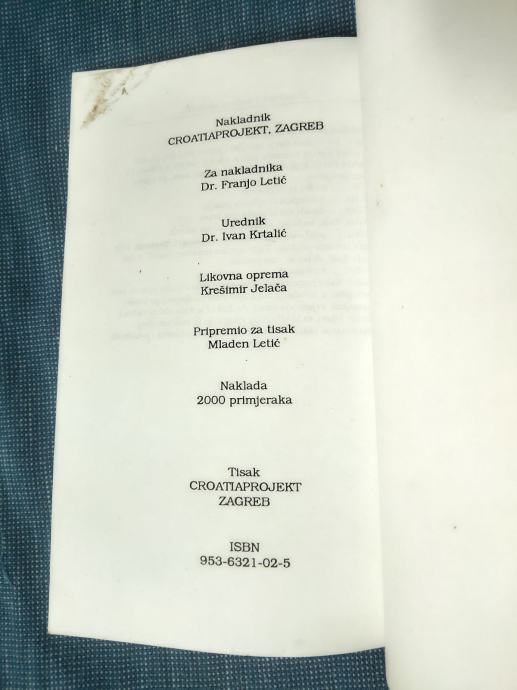 Nakladnik
CROATIAPROJEKT, ZAGREB
Za nakladnika
Dr. Franjo Letić
Urednik
Dr. Ivan Krtalić
Likovna oprema
Krešimir Jelača
Pripremio za tisak
Mladen Letić
Naklada
2000 primjeraka
Tisak
CROATIAPROJEKT
ZAGREB
ISBN
953-6321-02-5